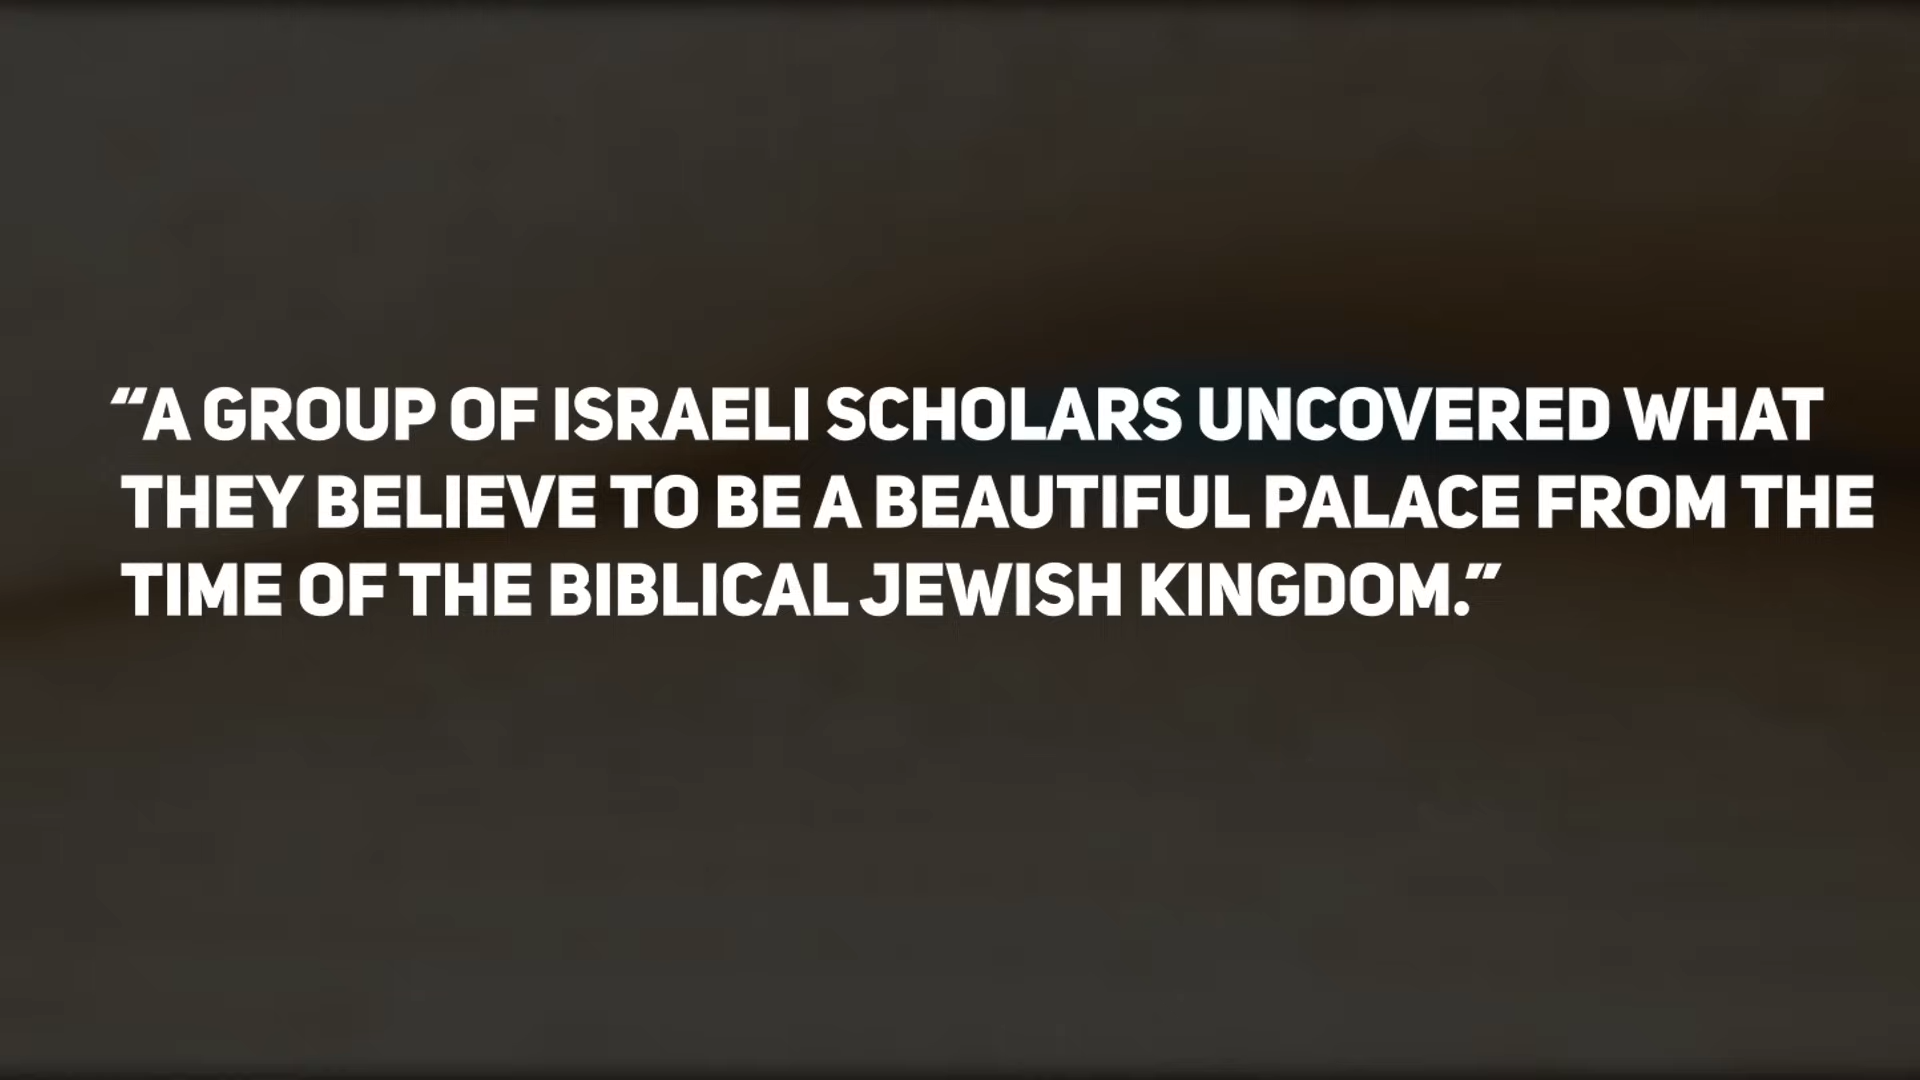 “A GROUP OF ISRAELI SCHOLARS UNCOVERED WHAT
THEY BELIEVE TO BE A BEAUTIFUL PALACE FROM THE
TIME OF THE BIBLICAL JEWISH KINGDOM.”